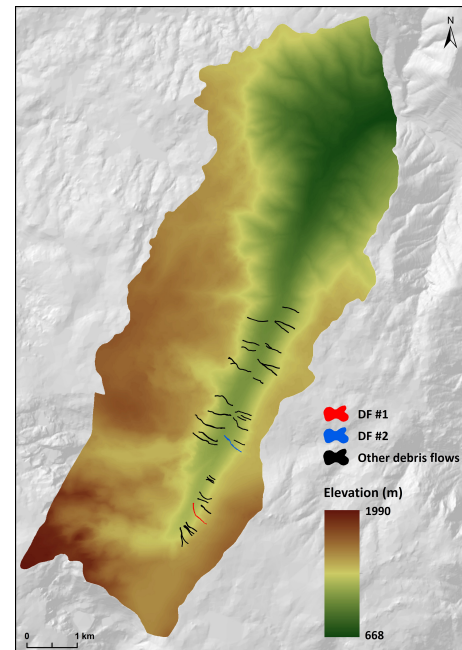 N
DF #1
DF #2
Other debris flows
Elevation (m)
1990
668
0 1 km